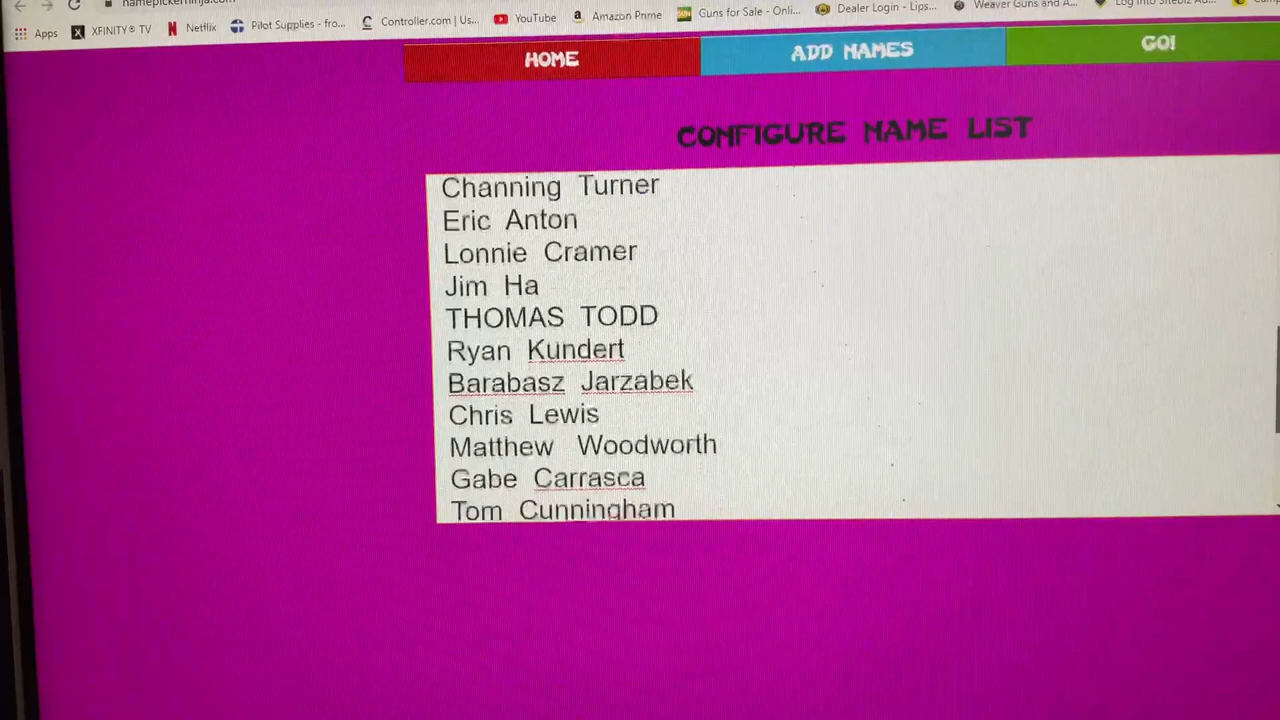 namepickerninja.com
Apps XFINITY® TV Netflix Pilot Supplies - fro... Controller.com | Us... YouTube Amazon Prime Guns for Sale - Onli... Dealer Login - Lips... Weaver Guns and A... Log into
HOME ADD NAMES GO!
CONFIGURE NAME LIST
Channing Turner
Eric Anton
Lonnie Cramer
Jim Ha
THOMAS TODD
Ryan Kundert
Barabasz Jarzabek
Chris Lewis
Matthew Woodworth
Gabe Carrasca
Tom Cunningham